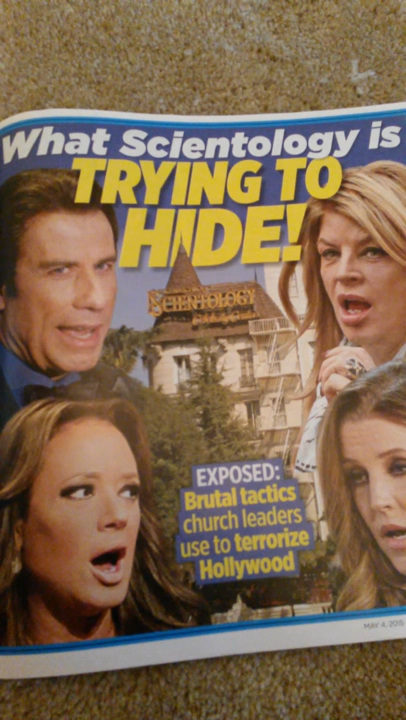 What Scientology is
TRYING TO
HIDE!
SCIENTOLOGY
EXPOSED:
Brutal tactics
church leaders
use to terrorize
Hollywood
MAY 4, 2015